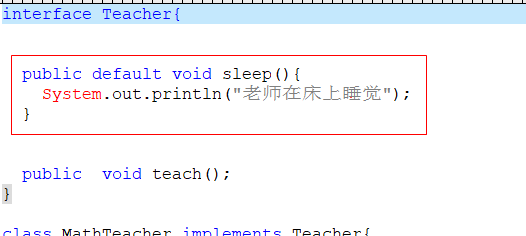 interface Teacher{
public default void sleep(){
System.out.println("老师在床上睡觉");
}
public  void teach();
}
class MathTeacher implements Teacher{